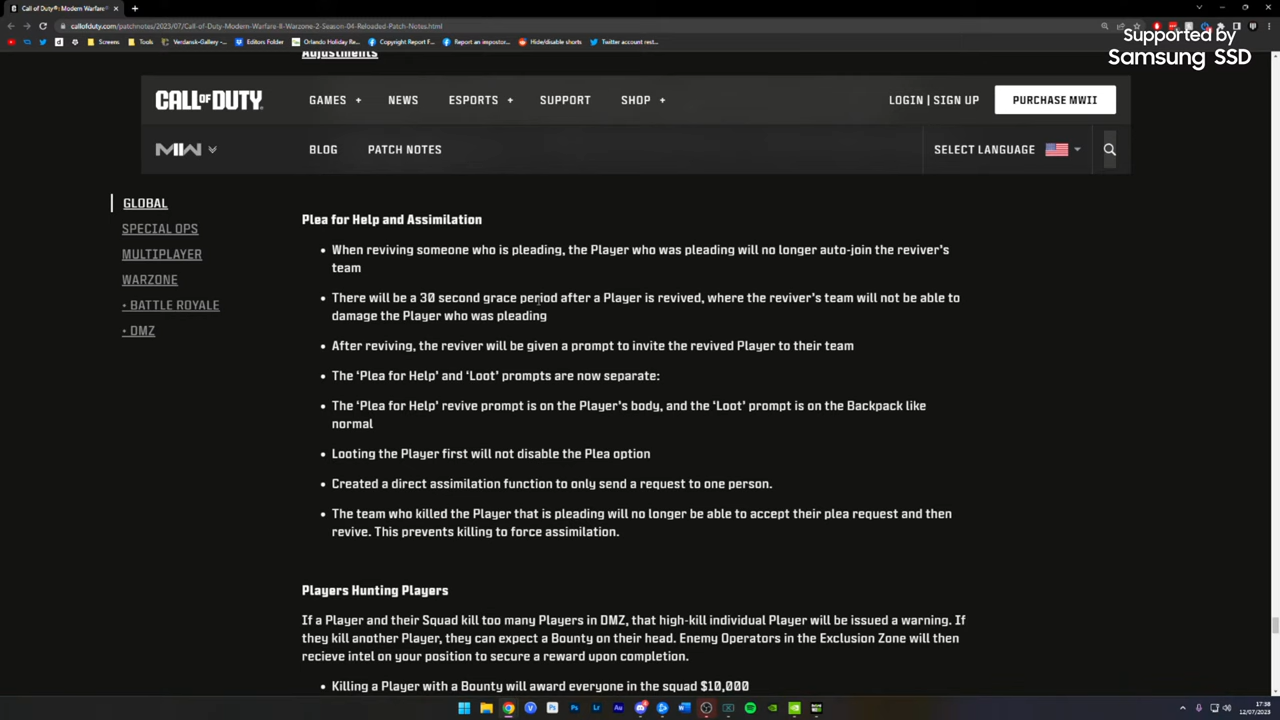 Call of Duty®: Modern Warfare®
callofduty.com/patchnotes/2023/07/Call-of-Duty-Modern-Warfare-II-Warzone-2-Season-04-Reloaded-Patch-Notes.html
Screens
Tools
Verdansk-Gallery -...
Editors Folder
Orlando Holiday Re...
Copyright Report F...
Report an impostor...
Hide/disable shorts
Twitter account rest...
Supported by
Samsung SSD
Adjustments
CALL OF DUTY
GAMES +
NEWS
ESPORTS +
SUPPORT
SHOP +
LOGIN | SIGN UP
PURCHASE MWII
MWII
BLOG
PATCH NOTES
SELECT LANGUAGE
GLOBAL
SPECIAL OPS
MULTIPLAYER
WARZONE
• BATTLE ROYALE
• DMZ
Plea for Help and Assimilation
• When reviving someone who is pleading, the Player who was pleading will no longer auto-join the reviver's
team
• There will be a 30 second grace period after a Player is revived, where the reviver's team will not be able to
damage the Player who was pleading
• After reviving, the reviver will be given a prompt to invite the revived Player to their team
• The 'Plea for Help' and 'Loot' prompts are now separate:
• The 'Plea for Help' revive prompt is on the Player's body, and the 'Loot' prompt is on the Backpack like
normal
• Looting the Player first will not disable the Plea option
• Created a direct assimilation function to only send a request to one person.
• The team who killed the Player that is pleading will no longer be able to accept their plea request and then
revive. This prevents killing to force assimilation.
Players Hunting Players
If a Player and their Squad kill too many Players in DMZ, that high-kill individual Player will be issued a warning. If
they kill another Player, they can expect a Bounty on their head. Enemy Operators in the Exclusion Zone will then
recieve intel on your position to secure a reward upon completion.
• Killing a Player with a Bounty will award everyone in the squad $10,000
17:38
12/07/2023